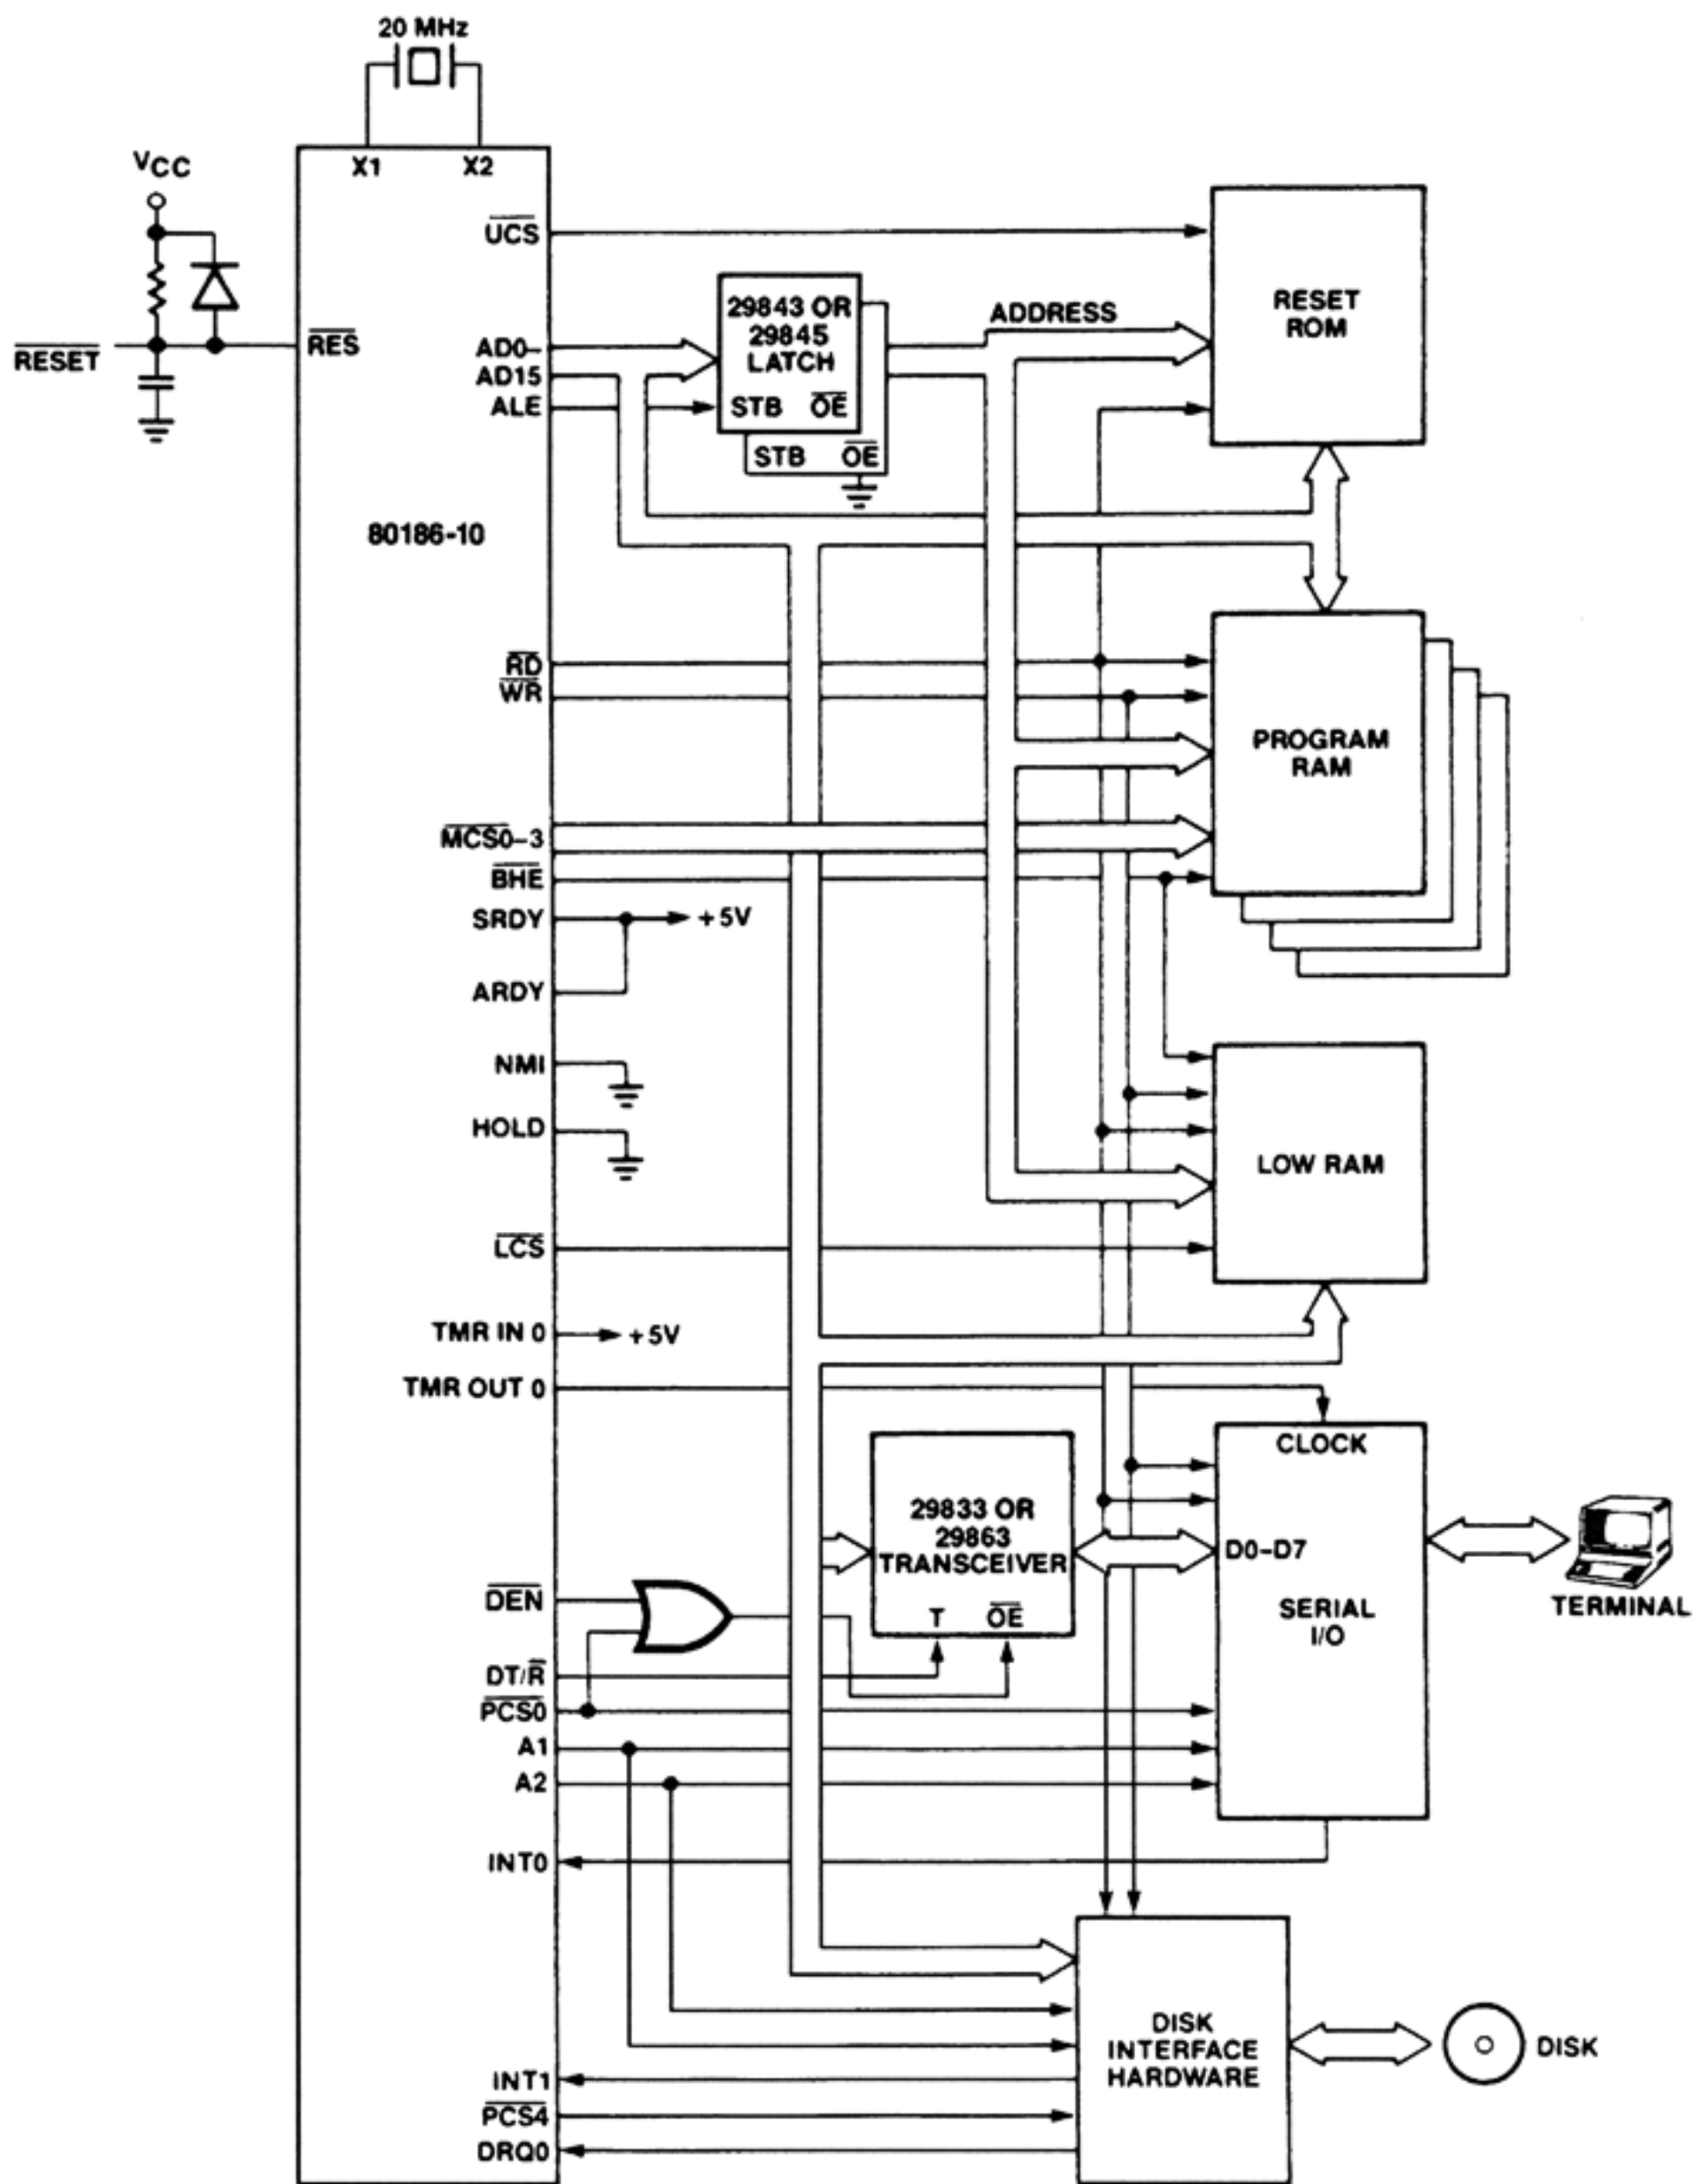 20 MHz
X1 X2
VCC
RESET
RES
UCS
AD0-
AD15
ALE
80186-10
RD
WR
MCS0-3
BHE
SRDY
+5V
ARDY
NMI
HOLD
LCS
TMR IN 0
+5V
TMR OUT 0
DEN
DT/R
PCS0
A1
A2
INT0
INT1
PCS4
DRQ0
29843 OR
29845
LATCH
STB OE
STB OE
ADDRESS
RESET
ROM
PROGRAM
RAM
LOW RAM
29833 OR
29863
TRANSCEIVER
T OE
CLOCK
D0-D7
SERIAL
I/O
TERMINAL
DISK
INTERFACE
HARDWARE
DISK